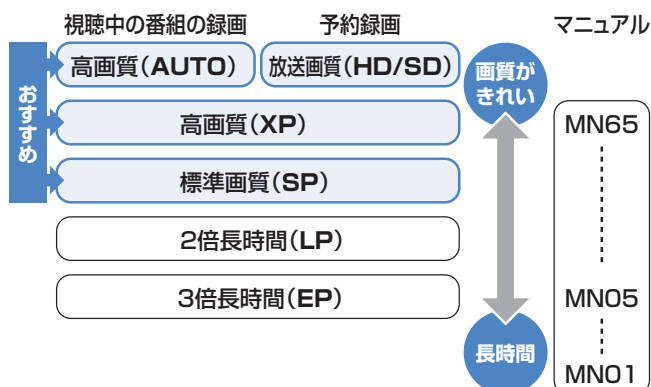 視聴中の番組の録画
予約録画
マニュアル
高画質(AUTO)
放送画質(HD/SD)
画質が
きれい
おすすめ
高画質(XP)
MN65
標準画質(SP)
2倍長時間(LP)
3倍長時間(EP)
MN05
長時間
MN01